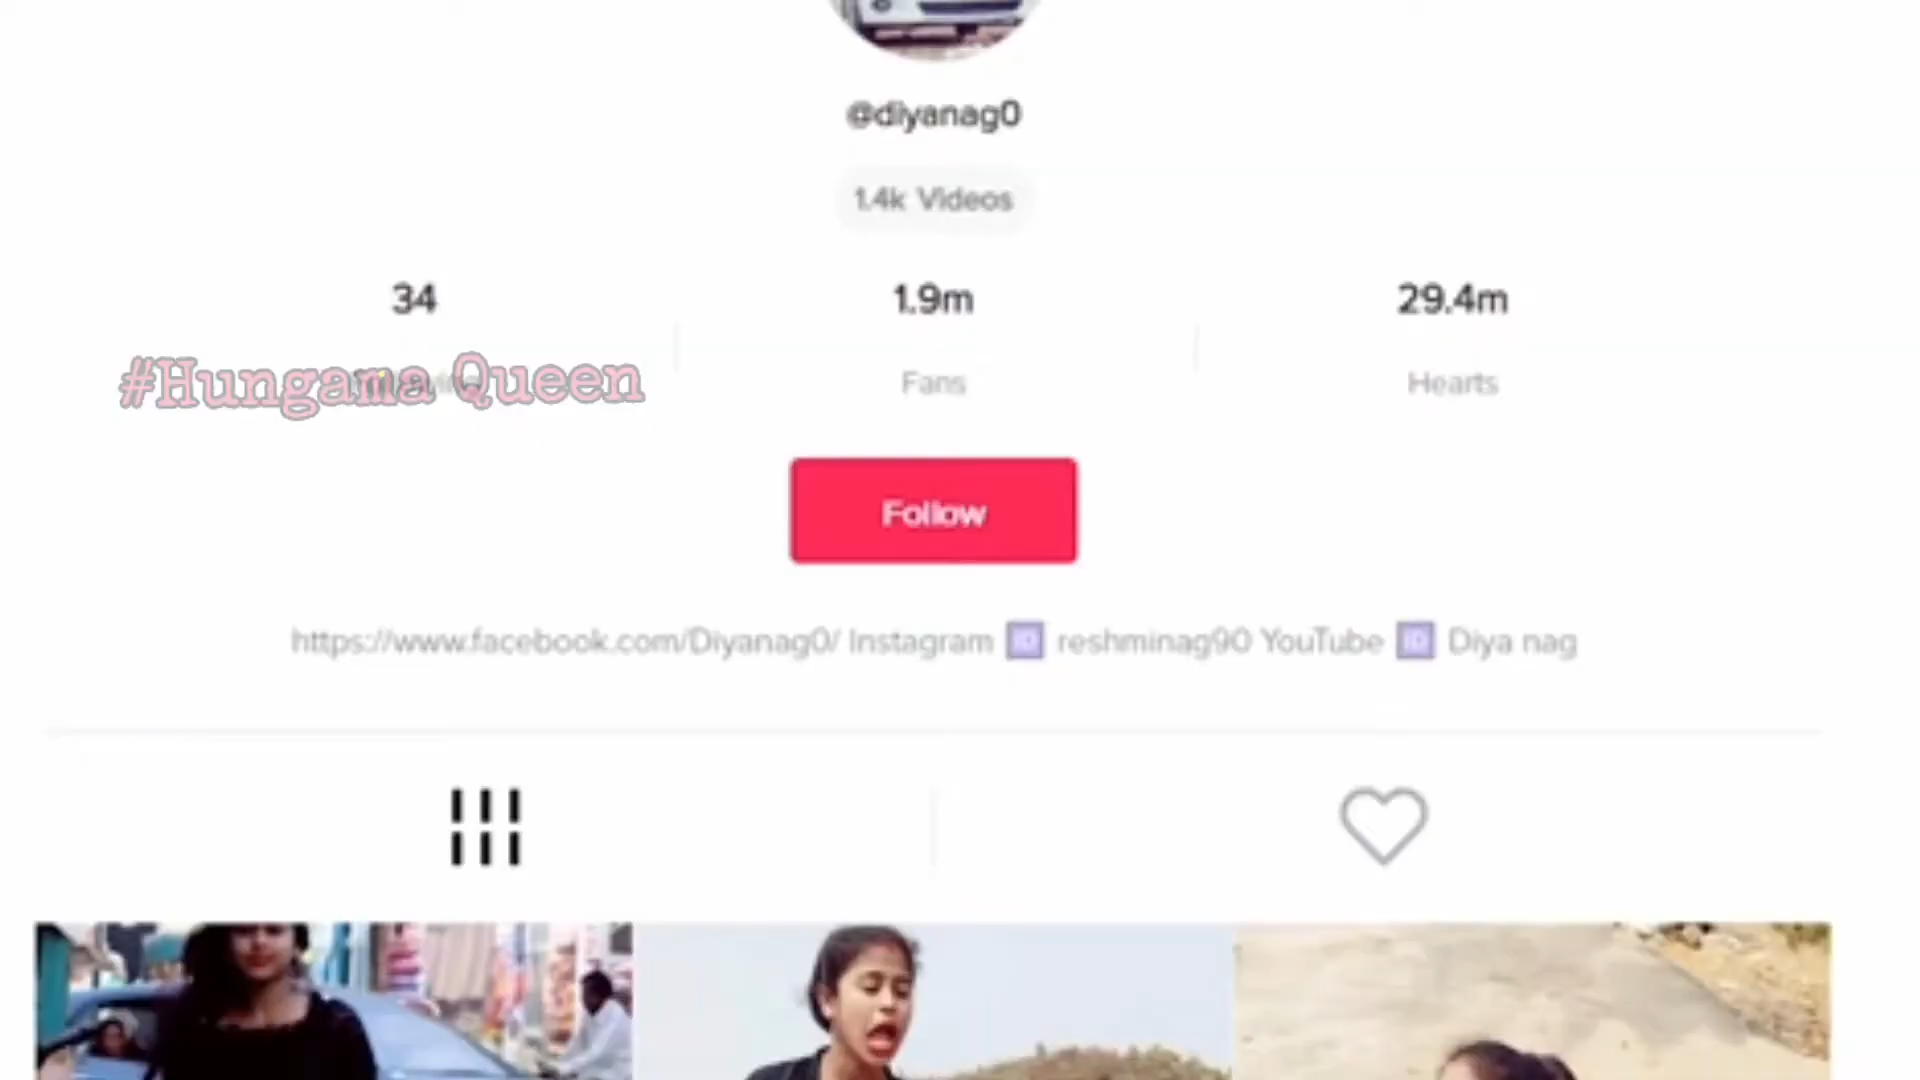 @diyanag0
1.4k Videos
34
1.9m
29.4m
#Hungama Queen
Fans
Hearts
Follow
https://www.facebook.com/Diyanag0/ Instagram 🆔 reshminag90 YouTube 🆔 Diya nag